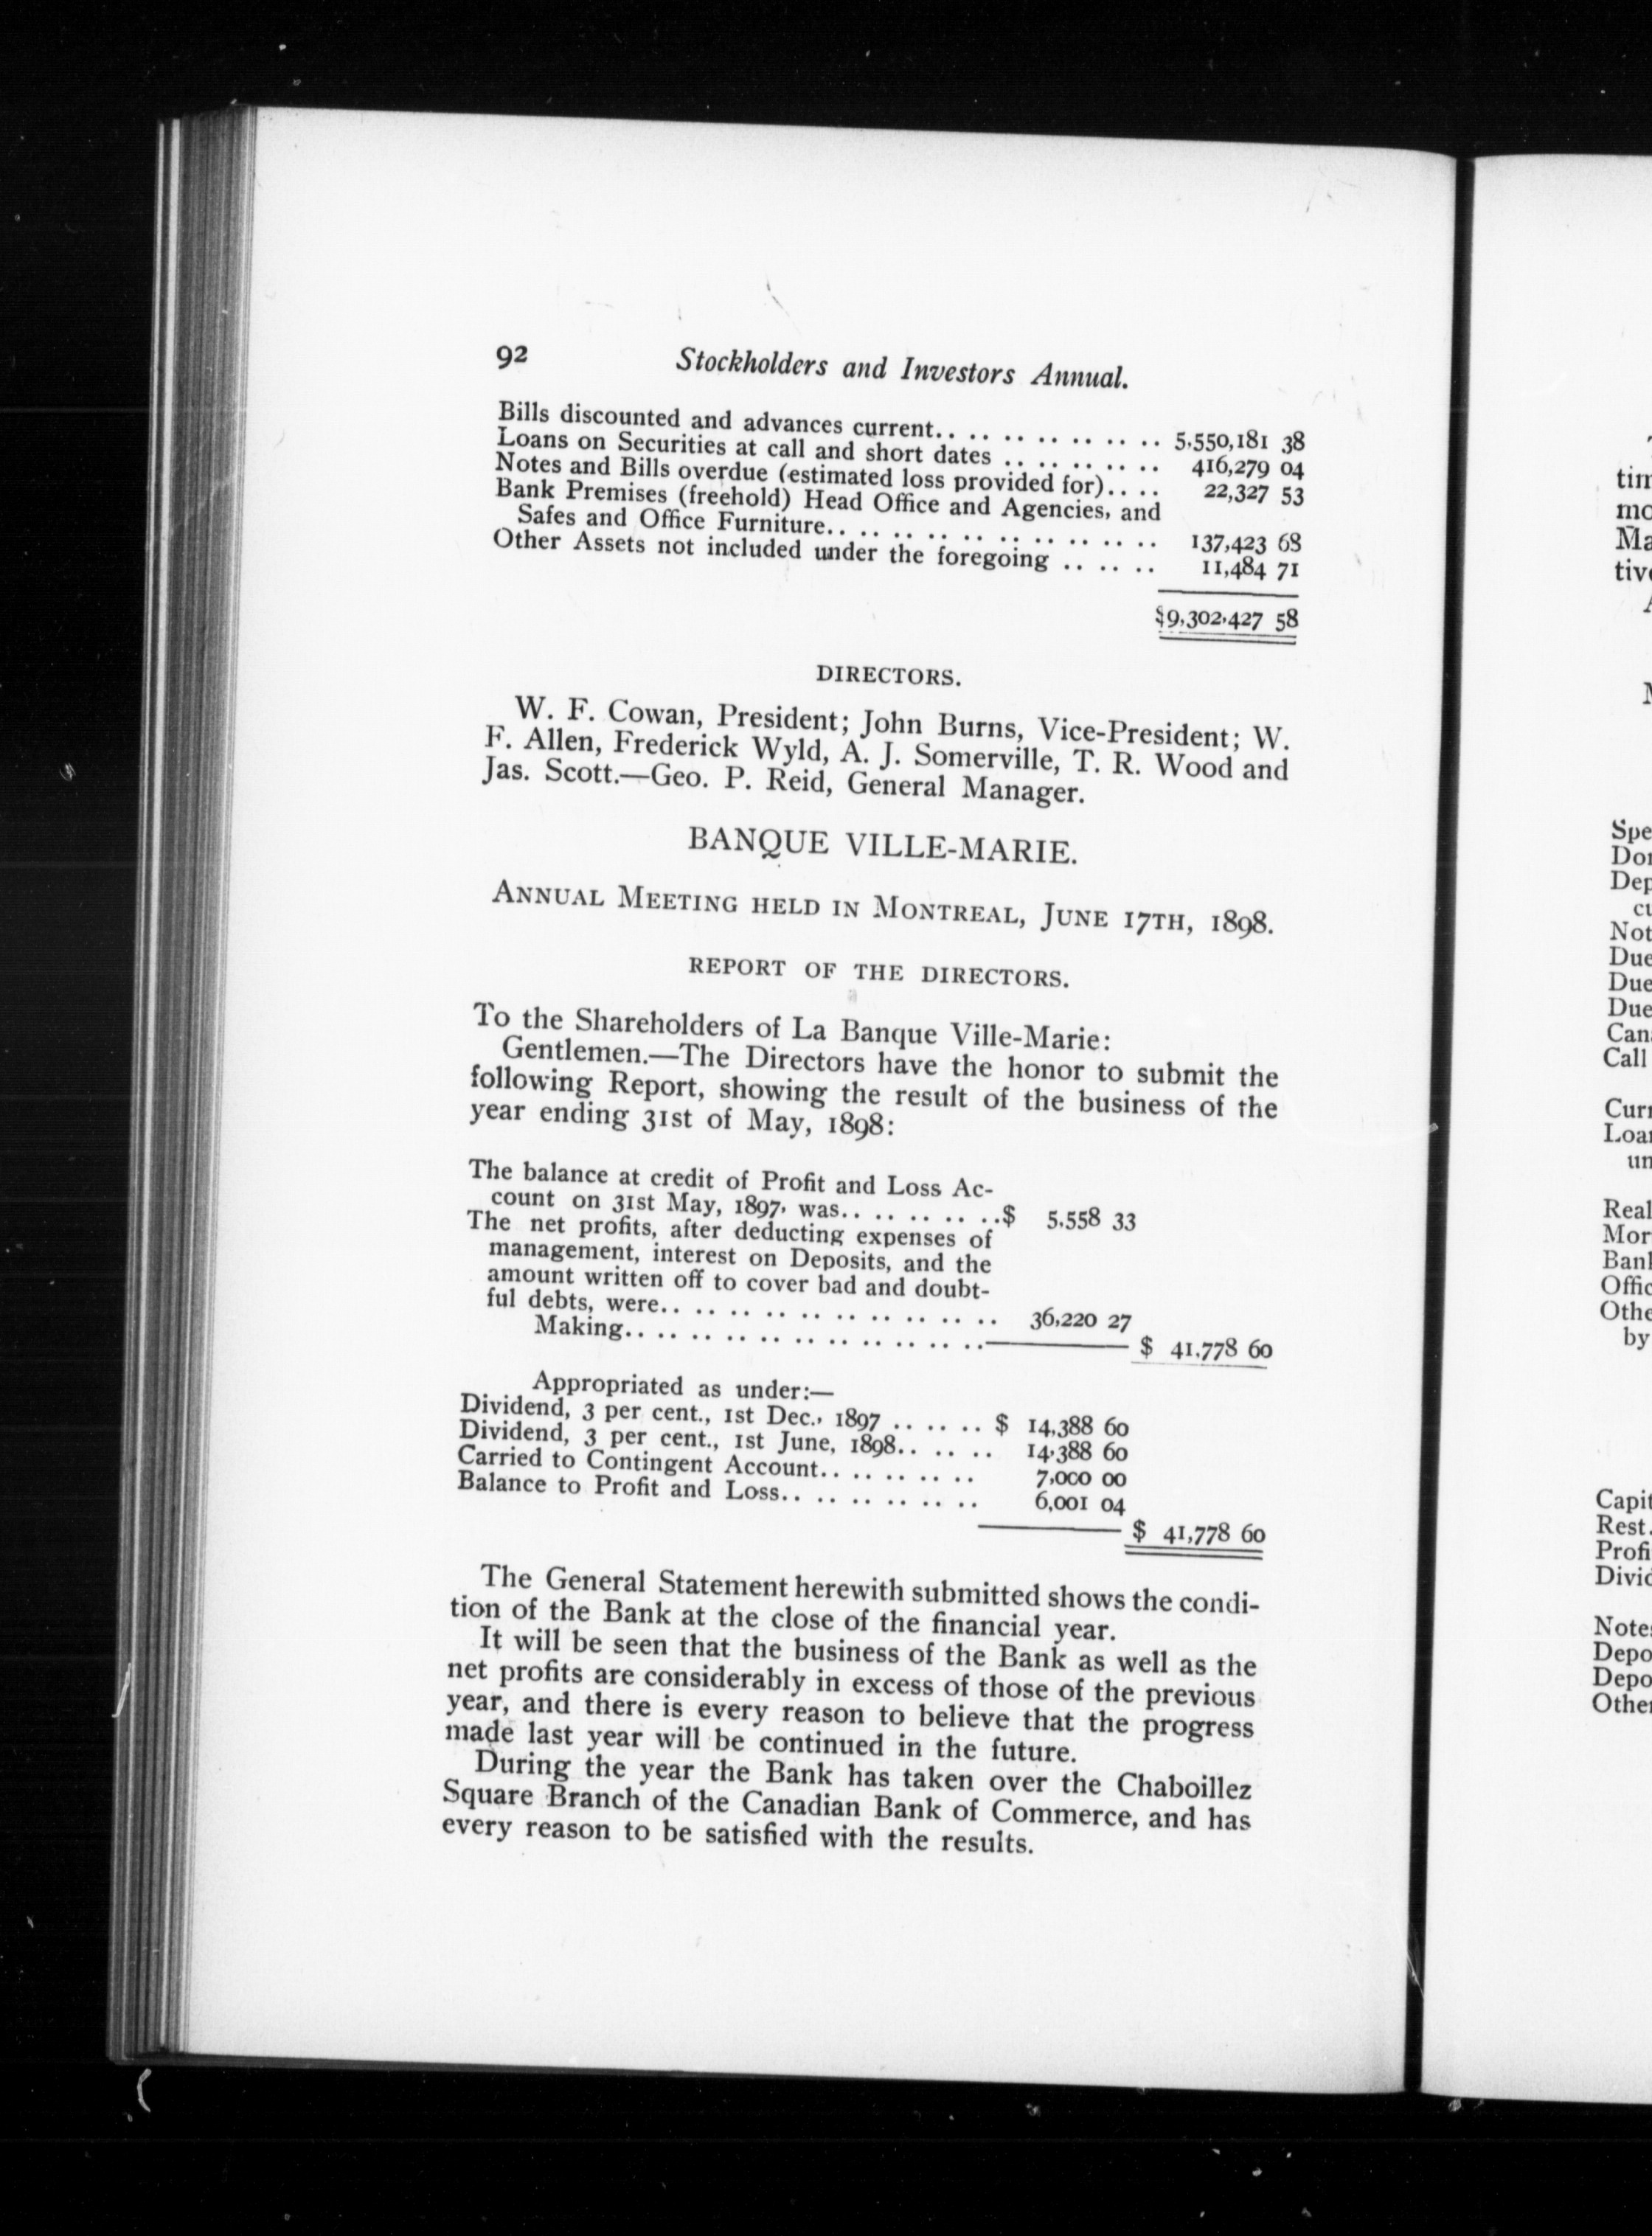 92 Stockholders and Investors Annual.
Bills discounted and advances current.. .. .. .. .. .. .. .. 5,550,181 38
Loans on Securities at call and short dates .. .. .. .. .. 416,279 04
Notes and Bills overdue (estimated loss provided for).. .. 22,327 53
Bank Premises (freehold) Head Office and Agencies, and
Safes and Office Furniture.. .. .. .. .. .. .. .. .. .. 137,423 68
Other Assets not included under the foregoing .. .. .. 11,484 71
$9,302,427 58
DIRECTORS.
W. F. Cowan, President; John Burns, Vice-President; W.
F. Allen, Frederick Wyld, A. J. Somerville, T. R. Wood and
Jas. Scott.—Geo. P. Reid, General Manager.
BANQUE VILLE-MARIE.
ANNUAL MEETING HELD IN MONTREAL, JUNE 17TH, 1898.
REPORT OF THE DIRECTORS.
To the Shareholders of La Banque Ville-Marie:
Gentlemen.—The Directors have the honor to submit the
following Report, showing the result of the business of the
year ending 31st of May, 1898:
The balance at credit of Profit and Loss Ac-
count on 31st May, 1897, was.. .. .. .. ..$ 5,558 33
The net profits, after deducting expenses of
management, interest on Deposits, and the
amount written off to cover bad and doubt-
ful debts, were.. .. .. .. .. .. .. .. .. .. 36,220 27
Making.. .. .. .. .. .. .. .. .. .. .. $ 41,778 60
Appropriated as under:—
Dividend, 3 per cent., 1st Dec., 1897 .. .. .. $ 14,388 60
Dividend, 3 per cent., 1st June, 1898.. .. .. 14,388 60
Carried to Contingent Account.. .. .. .. .. 7,000 00
Balance to Profit and Loss.. .. .. .. .. .. 6,001 04
$ 41,778 60
The General Statement herewith submitted shows the condi-
tion of the Bank at the close of the financial year.
It will be seen that the business of the Bank as well as the
net profits are considerably in excess of those of the previous
year, and there is every reason to believe that the progress
made last year will be continued in the future.
During the year the Bank has taken over the Chaboillez
Square Branch of the Canadian Bank of Commerce, and has
every reason to be satisfied with the results.